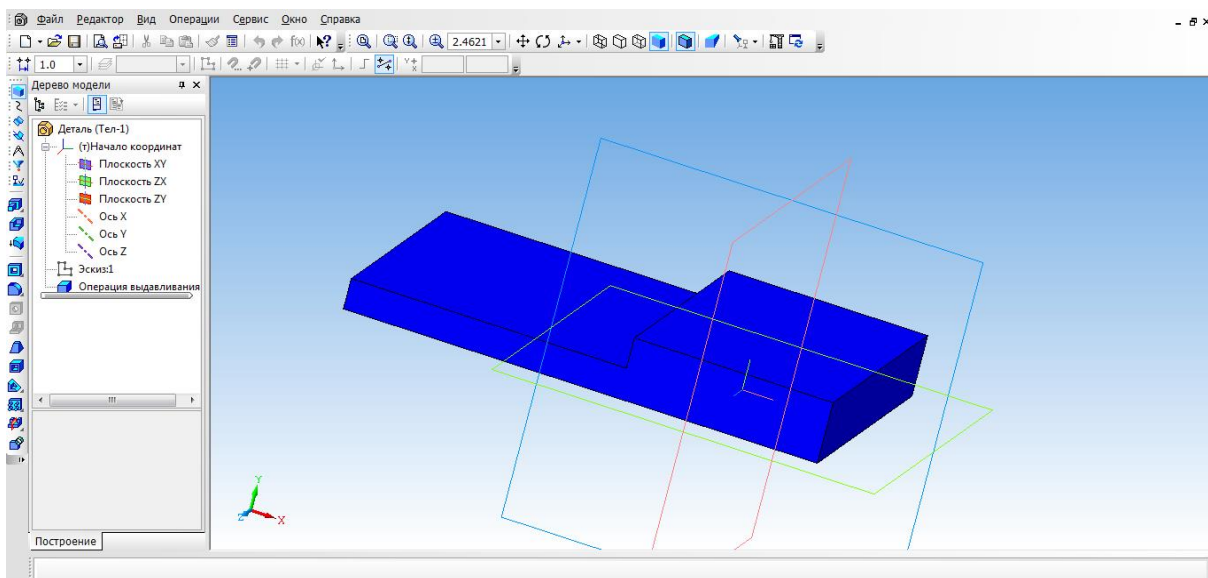 Файл Редактор Вид Операции Сервис Окно Справка
2.4621
1.0
Дерево модели
Деталь (Тел-1)
(т)Начало координат
Плоскость XY
Плоскость ZX
Плоскость ZY
Ось X
Ось Y
Ось Z
Эскиз:1
Операция выдавливания
Y
Z
X
Построение